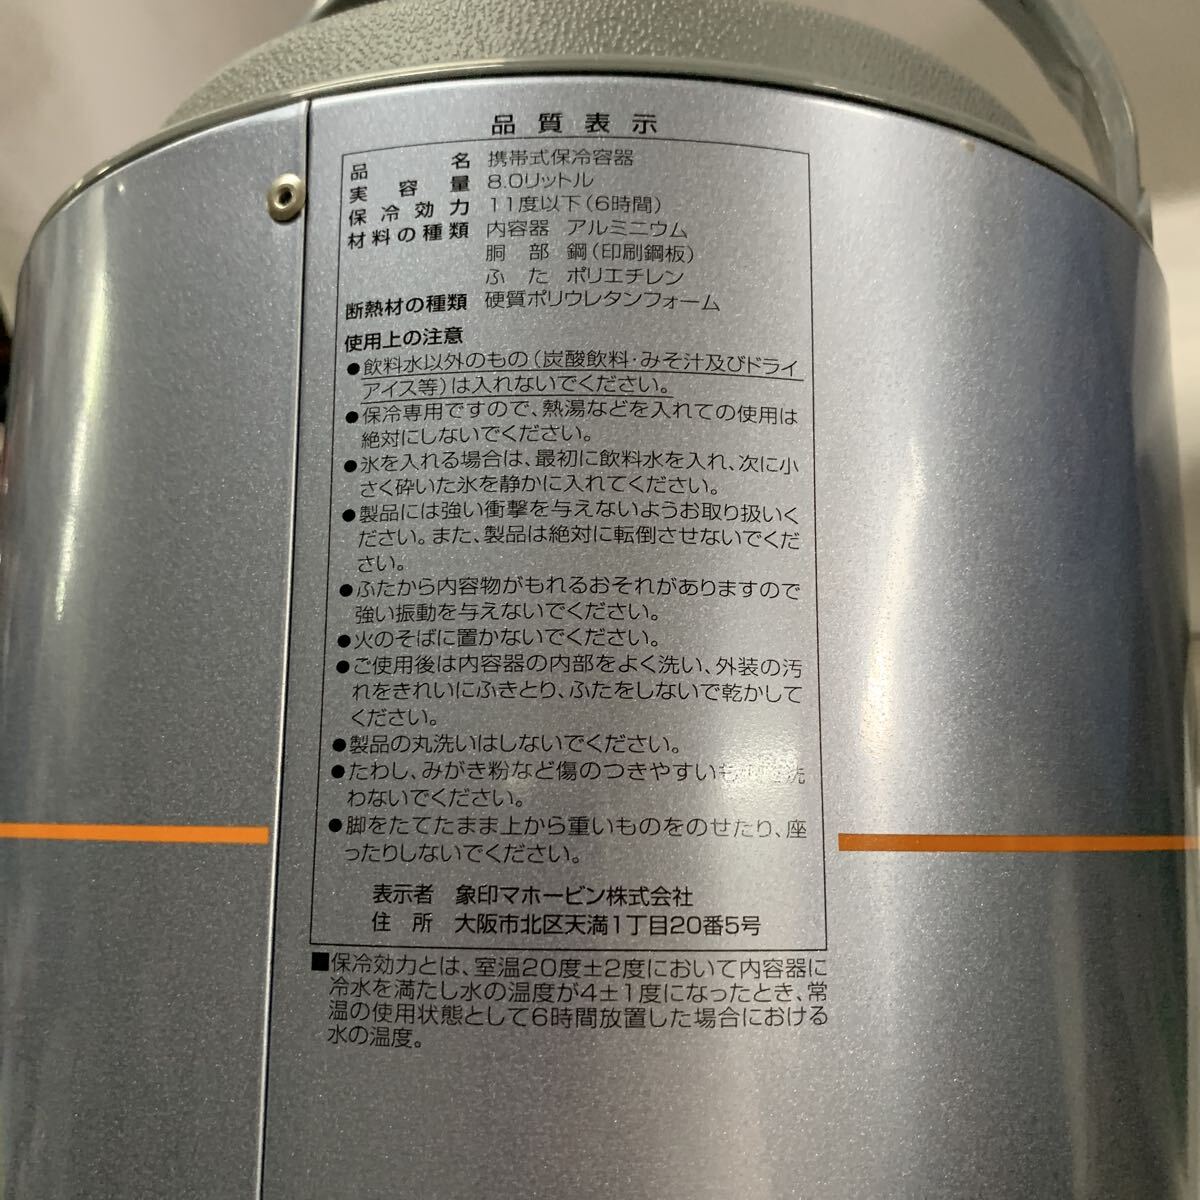 品質表示
品名 携帯式保冷容器
実容量 8.0リットル
保冷効力 11度以下(6時間)
材料の種類 内容器 アルミニウム
胴部 鋼(印刷鋼板)
ふた ポリエチレン
断熱材の種類 硬質ポリウレタンフォーム
使用上の注意
●飲料水以外のもの(炭酸飲料・みそ汁及びドライ
アイス等)は入れないでください。
●保冷専用ですので、熱湯などを入れての使用は
絶対にしないでください。
●氷を入れる場合は、最初に飲料水を入れ、次に小
さく砕いた氷を静かに入れてください。
●製品には強い衝撃を与えないようお取り扱いく
ださい。また、製品は絶対に転倒させないでくだ
さい。
●ふたから内容物がもれるおそれがありますので
強い振動を与えないでください。
●火のそばに置かないでください。
●ご使用後は内容器の内部をよく洗い、外装の汚
れをきれいにふきとり、ふたをしないで乾かして
ください。
●製品の丸洗いはしないでください。
●たわし、みがき粉など傷のつきやすいもので洗
わないでください。
●脚をたてたまま上から重いものをのせたり、座
ったりしないでください。
表示者 象印マホービン株式会社
住所 大阪市北区天満1丁目20番5号
■保冷効力とは、室温20度±2度において内容器に
冷水を満たし水の温度が4±1度になったとき、常
温の使用状態として6時間放置した場合における
水の温度。